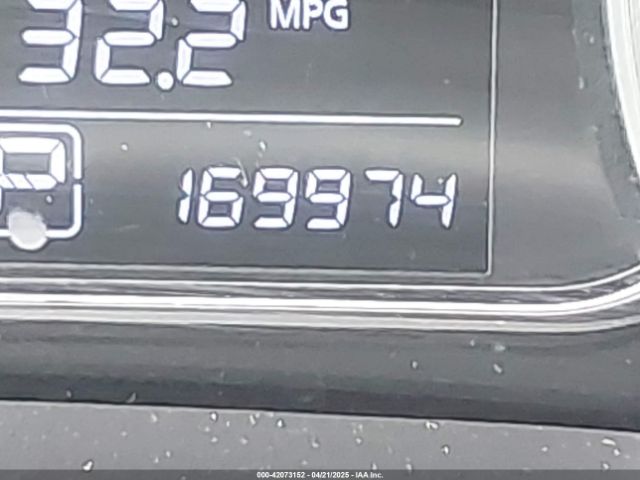 32.2 MPG
P 169974
000-42073152 - 04/21/2025 - IAA Inc.